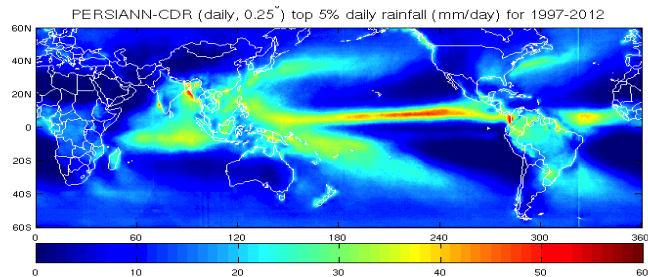 PERSIANN-CDR (daily, 0.25°) top 5% daily rainfall (mm/day) for 1997-2012
60N
40N
20N
0
20S
40S
60S
0 60 120 180 240 300 360
0 10 20 30 40 50 60